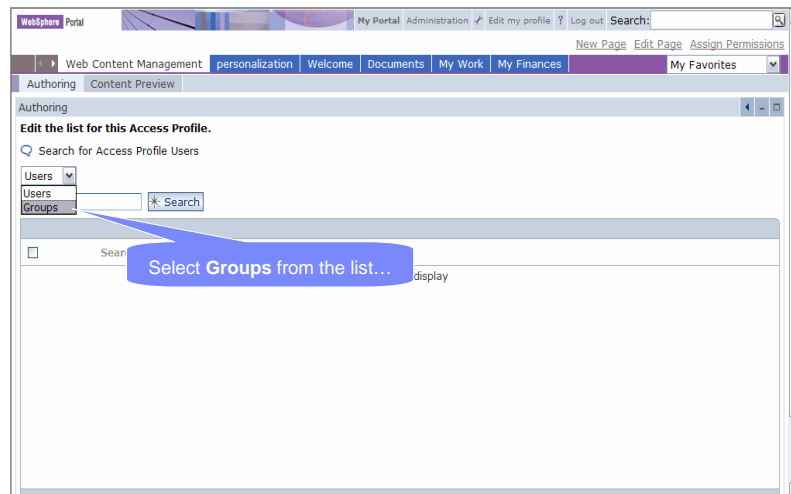 WebSphere Portal My Portal Administration Edit my profile ? Log out Search:
New Page Edit Page Assign Permissions
Web Content Management personalization Welcome Documents My Work My Finances My Favorites
Authoring Content Preview
Authoring
Edit the list for this Access Profile.
Search for Access Profile Users
Users
Users
Groups
Search
Select Groups from the list…
display